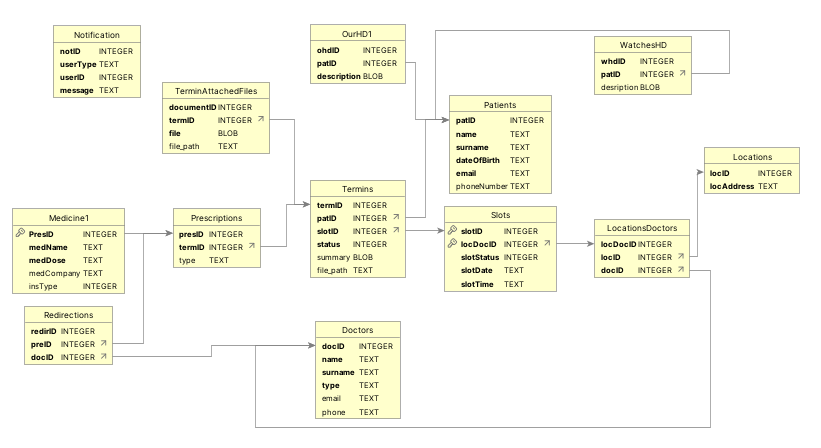 Notification
notID INTEGER
userType TEXT
userID INTEGER
message TEXT
TerminAttachedFiles
documentID INTEGER
termID INTEGER
file BLOB
file_path TEXT
OurHD1
ohdID INTEGER
patID INTEGER
description BLOB
WatchesHD
whdID INTEGER
patID INTEGER
desription BLOB
Patients
patID INTEGER
name TEXT
surname TEXT
dateOfBirth TEXT
email TEXT
phoneNumber TEXT
Locations
locID INTEGER
locAddress TEXT
Medicine1
PresID INTEGER
medName TEXT
medDose TEXT
medCompany TEXT
insType INTEGER
Prescriptions
presID INTEGER
termID INTEGER
type TEXT
Termins
termID INTEGER
patID INTEGER
slotID INTEGER
status INTEGER
summary BLOB
file_path TEXT
Slots
slotID INTEGER
locDocID INTEGER
slotStatus INTEGER
slotDate TEXT
slotTime TEXT
LocationsDoctors
locDocID INTEGER
locID INTEGER
docID INTEGER
Redirections
redirID INTEGER
preID INTEGER
docID INTEGER
Doctors
docID INTEGER
name TEXT
surname TEXT
type TEXT
email TEXT
phone TEXT